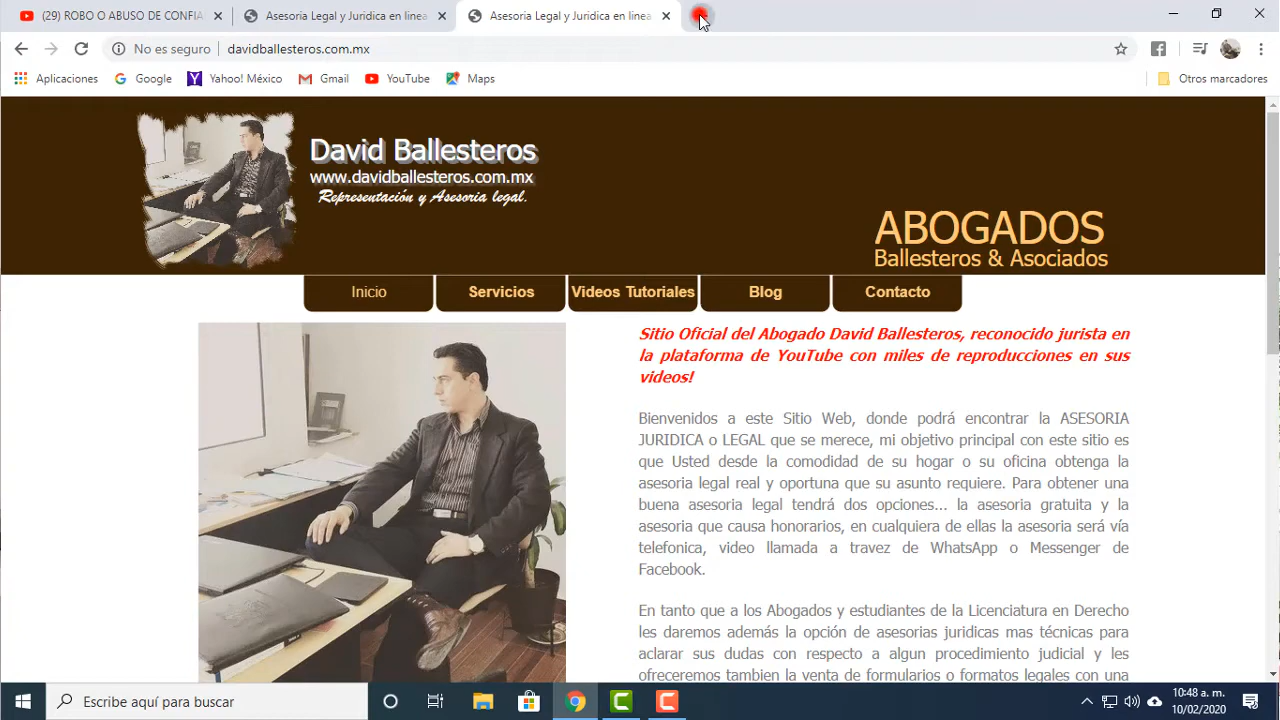 (29) ROBO O ABUSO DE CONFIA
Asesoría Legal y Juridica en linea
Asesoría Legal y Juridica en linea
No es seguro
davidballesteros.com.mx
Aplicaciones
Google
Yahoo! México
Gmail
YouTube
Maps
Otros marcadores
David Ballesteros
www.davidballesteros.com.mx
Representación y Asesoria legal.
ABOGADOS
Ballesteros & Asociados
Inicio
Servicios
Videos Tutoriales
Blog
Contacto
Sitio Oficial del Abogado David Ballesteros, reconocido jurista en
la plataforma de YouTube con miles de reproducciones en sus
videos!
Bienvenidos a este Sitio Web, donde podrá encontrar la ASESORIA
JURIDICA o LEGAL que se merece, mi objetivo principal con este sitio es
que Usted desde la comodidad de su hogar o su oficina obtenga la
asesoria legal real y oportuna que su asunto requiere. Para obtener una
buena asesoria legal tendrá dos opciones... la asesoria gratuita y la
asesoria que causa honorarios, en cualquiera de ellas la asesoria será vía
telefonica, video llamada a travez de WhatsApp o Messenger de
Facebook.
En tanto que a los Abogados y estudiantes de la Licenciatura en Derecho
les daremos además la opción de asesorias juridicas mas técnicas para
aclarar sus dudas con respecto a algun procedimiento judicial y les
ofreceremos tambien la venta de formularios o formatos legales con una
Escribe aquí para buscar
10:48 a. m.
10/02/2020